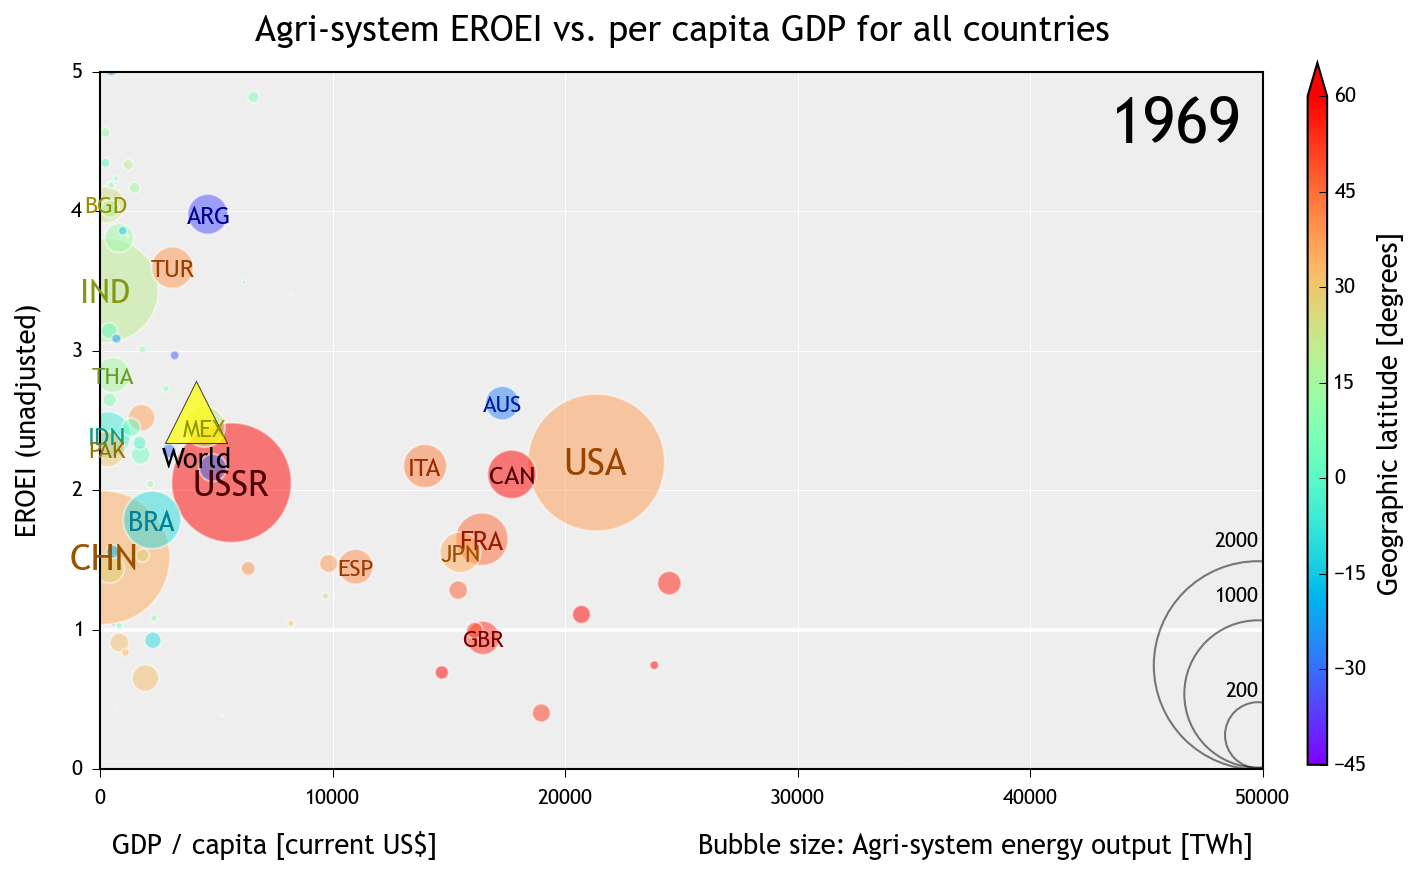 Agri-system EROEI vs. per capita GDP for all countries
1969
EROEI (unadjusted)
5
4
3
2
1
0
BGD
ARG
TUR
IND
THA
AUS
MEX
IDN
PAK
World
USSR
ITA
CAN
USA
BRA
CHN
FRA
JPN
ESP
GBR
2000
1000
200
0
10000
20000
30000
40000
50000
GDP / capita [current US$]
Bubble size: Agri-system energy output [TWh]
60
45
30
15
0
−15
−30
−45
Geographic latitude [degrees]